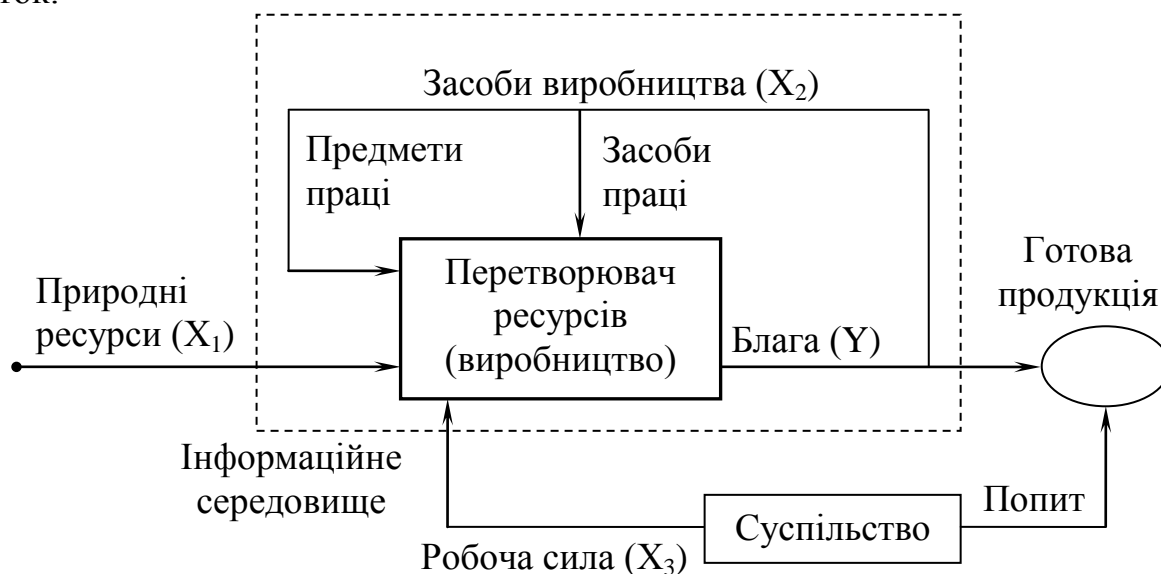 Засоби виробництва (X₂)
Предмети
праці
Засоби
праці
Природні
ресурси (X₁)
Перетворювач
ресурсів
(виробництво)
Блага (Y)
Готова
продукція
Інформаційне
середовище
Робоча сила (X₃)
Суспільство
Попит